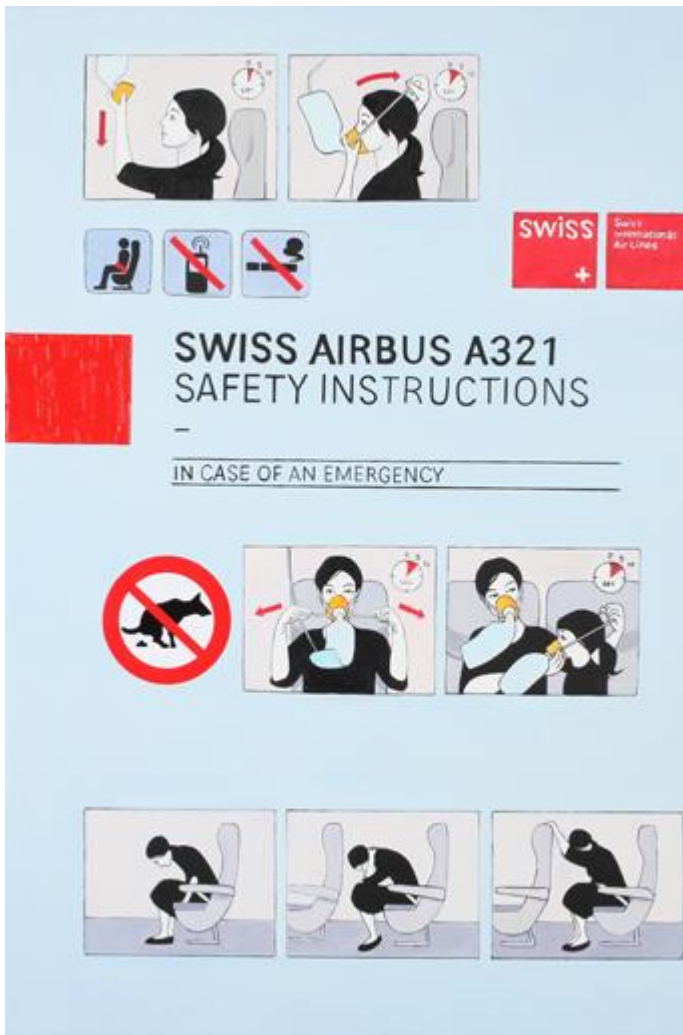 SWISS
Swiss
International
Air Lines
SWISS AIRBUS A321
SAFETY INSTRUCTIONS
–
IN CASE OF AN EMERGENCY